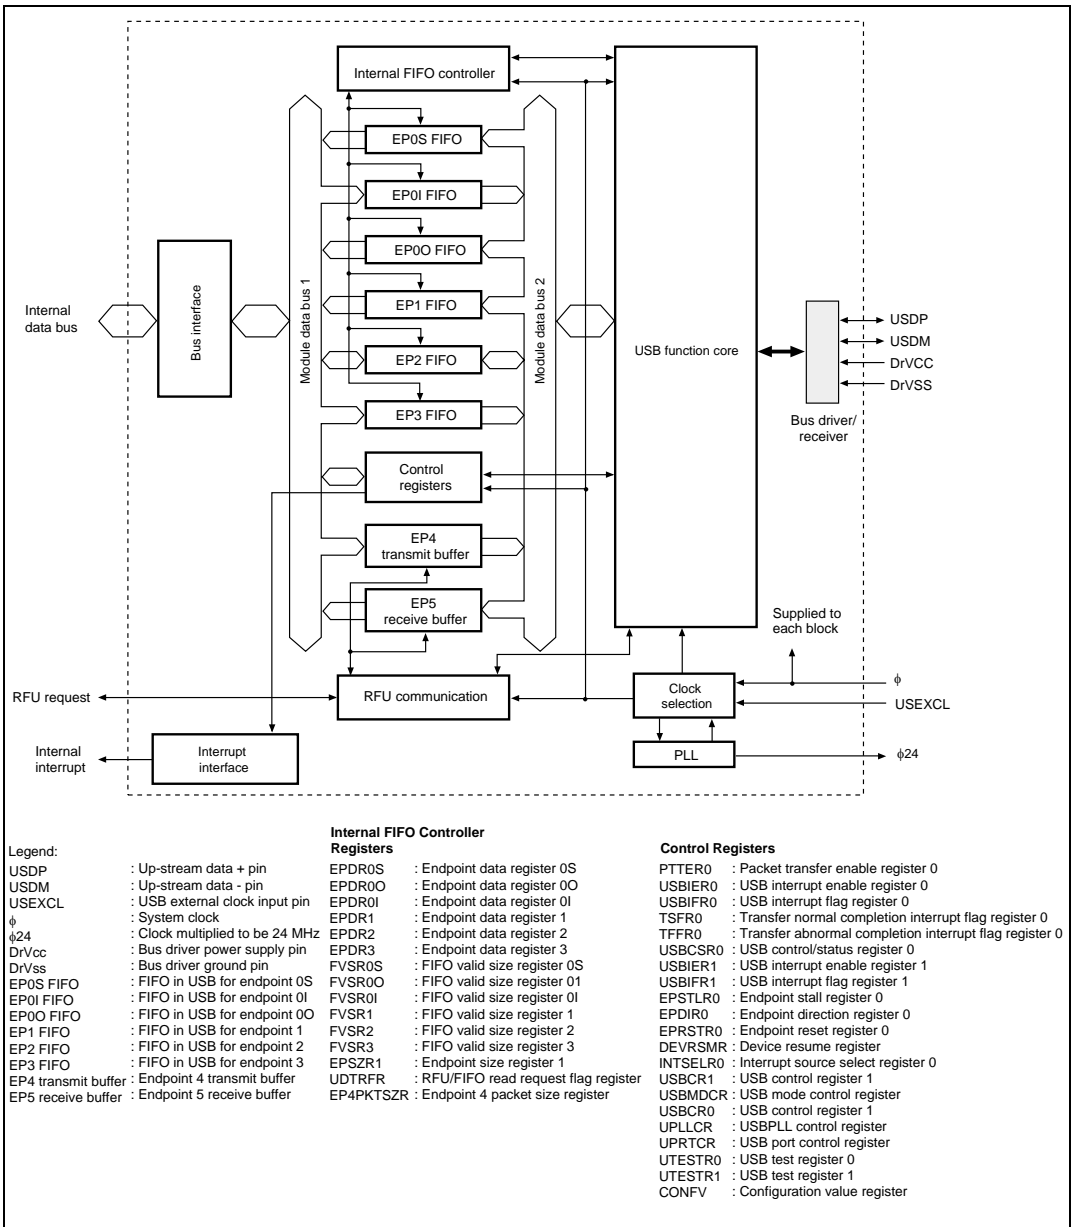 Internal FIFO controller
EP0S FIFO
EP0I FIFO
EP0O FIFO
EP1 FIFO
EP2 FIFO
EP3 FIFO
Control
registers
EP4
transmit buffer
EP5
receive buffer
RFU communication
Internal
data bus
Bus interface
Module data bus 1
Module data bus 2
USB function core
USDP
USDM
DrVCC
DrVSS
Bus driver/
receiver
Supplied to
each block
RFU request
Clock
selection
ϕ
USEXCL
Internal
interrupt
Interrupt
interface
PLL
ϕ24
Legend:
USDP : Up-stream data + pin
USDM : Up-stream data - pin
USEXCL : USB external clock input pin
ϕ : System clock
ϕ24 : Clock multiplied to be 24 MHz
DrVcc : Bus driver power supply pin
DrVss : Bus driver ground pin
EP0S FIFO : FIFO in USB for endpoint 0S
EP0I FIFO : FIFO in USB for endpoint 0I
EP0O FIFO : FIFO in USB for endpoint 0O
EP1 FIFO : FIFO in USB for endpoint 1
EP2 FIFO : FIFO in USB for endpoint 2
EP3 FIFO : FIFO in USB for endpoint 3
EP4 transmit buffer : Endpoint 4 transmit buffer
EP5 receive buffer : Endpoint 5 receive buffer
Internal FIFO Controller
Registers
EPDR0S : Endpoint data register 0S
EPDR0O : Endpoint data register 0O
EPDR0I : Endpoint data register 0I
EPDR1 : Endpoint data register 1
EPDR2 : Endpoint data register 2
EPDR3 : Endpoint data register 3
FVSR0S : FIFO valid size register 0S
FVSR0O : FIFO valid size register 01
FVSR0I : FIFO valid size register 0I
FVSR1 : FIFO valid size register 1
FVSR2 : FIFO valid size register 2
FVSR3 : FIFO valid size register 3
EPSZR1 : Endpoint size register 1
UDTRFR : RFU/FIFO read request flag register
EP4PKTSZR : Endpoint 4 packet size register
Control Registers
PTTER0 : Packet transfer enable register 0
USBIER0 : USB interrupt enable register 0
USBIFR0 : USB interrupt flag register 0
TSFR0 : Transfer normal completion interrupt flag register 0
TFFR0 : Transfer abnormal completion interrupt flag register 0
USBCSR0 : USB control/status register 0
USBIER1 : USB interrupt enable register 1
USBIFR1 : USB interrupt flag register 1
EPSTLR0 : Endpoint stall register 0
EPDIR0 : Endpoint direction register 0
EPRSTR0 : Endpoint reset register 0
DEVRSMR : Device resume register
INTSELR0 : Interrupt source select register 0
USBCR1 : USB control register 1
USBMDCR : USB mode control register
USBCR0 : USB control register 1
UPLLCR : USBPLL control register
UPRTCR : USB port control register
UTESTR0 : USB test register 0
UTESTR1 : USB test register 1
CONFV : Configuration value register